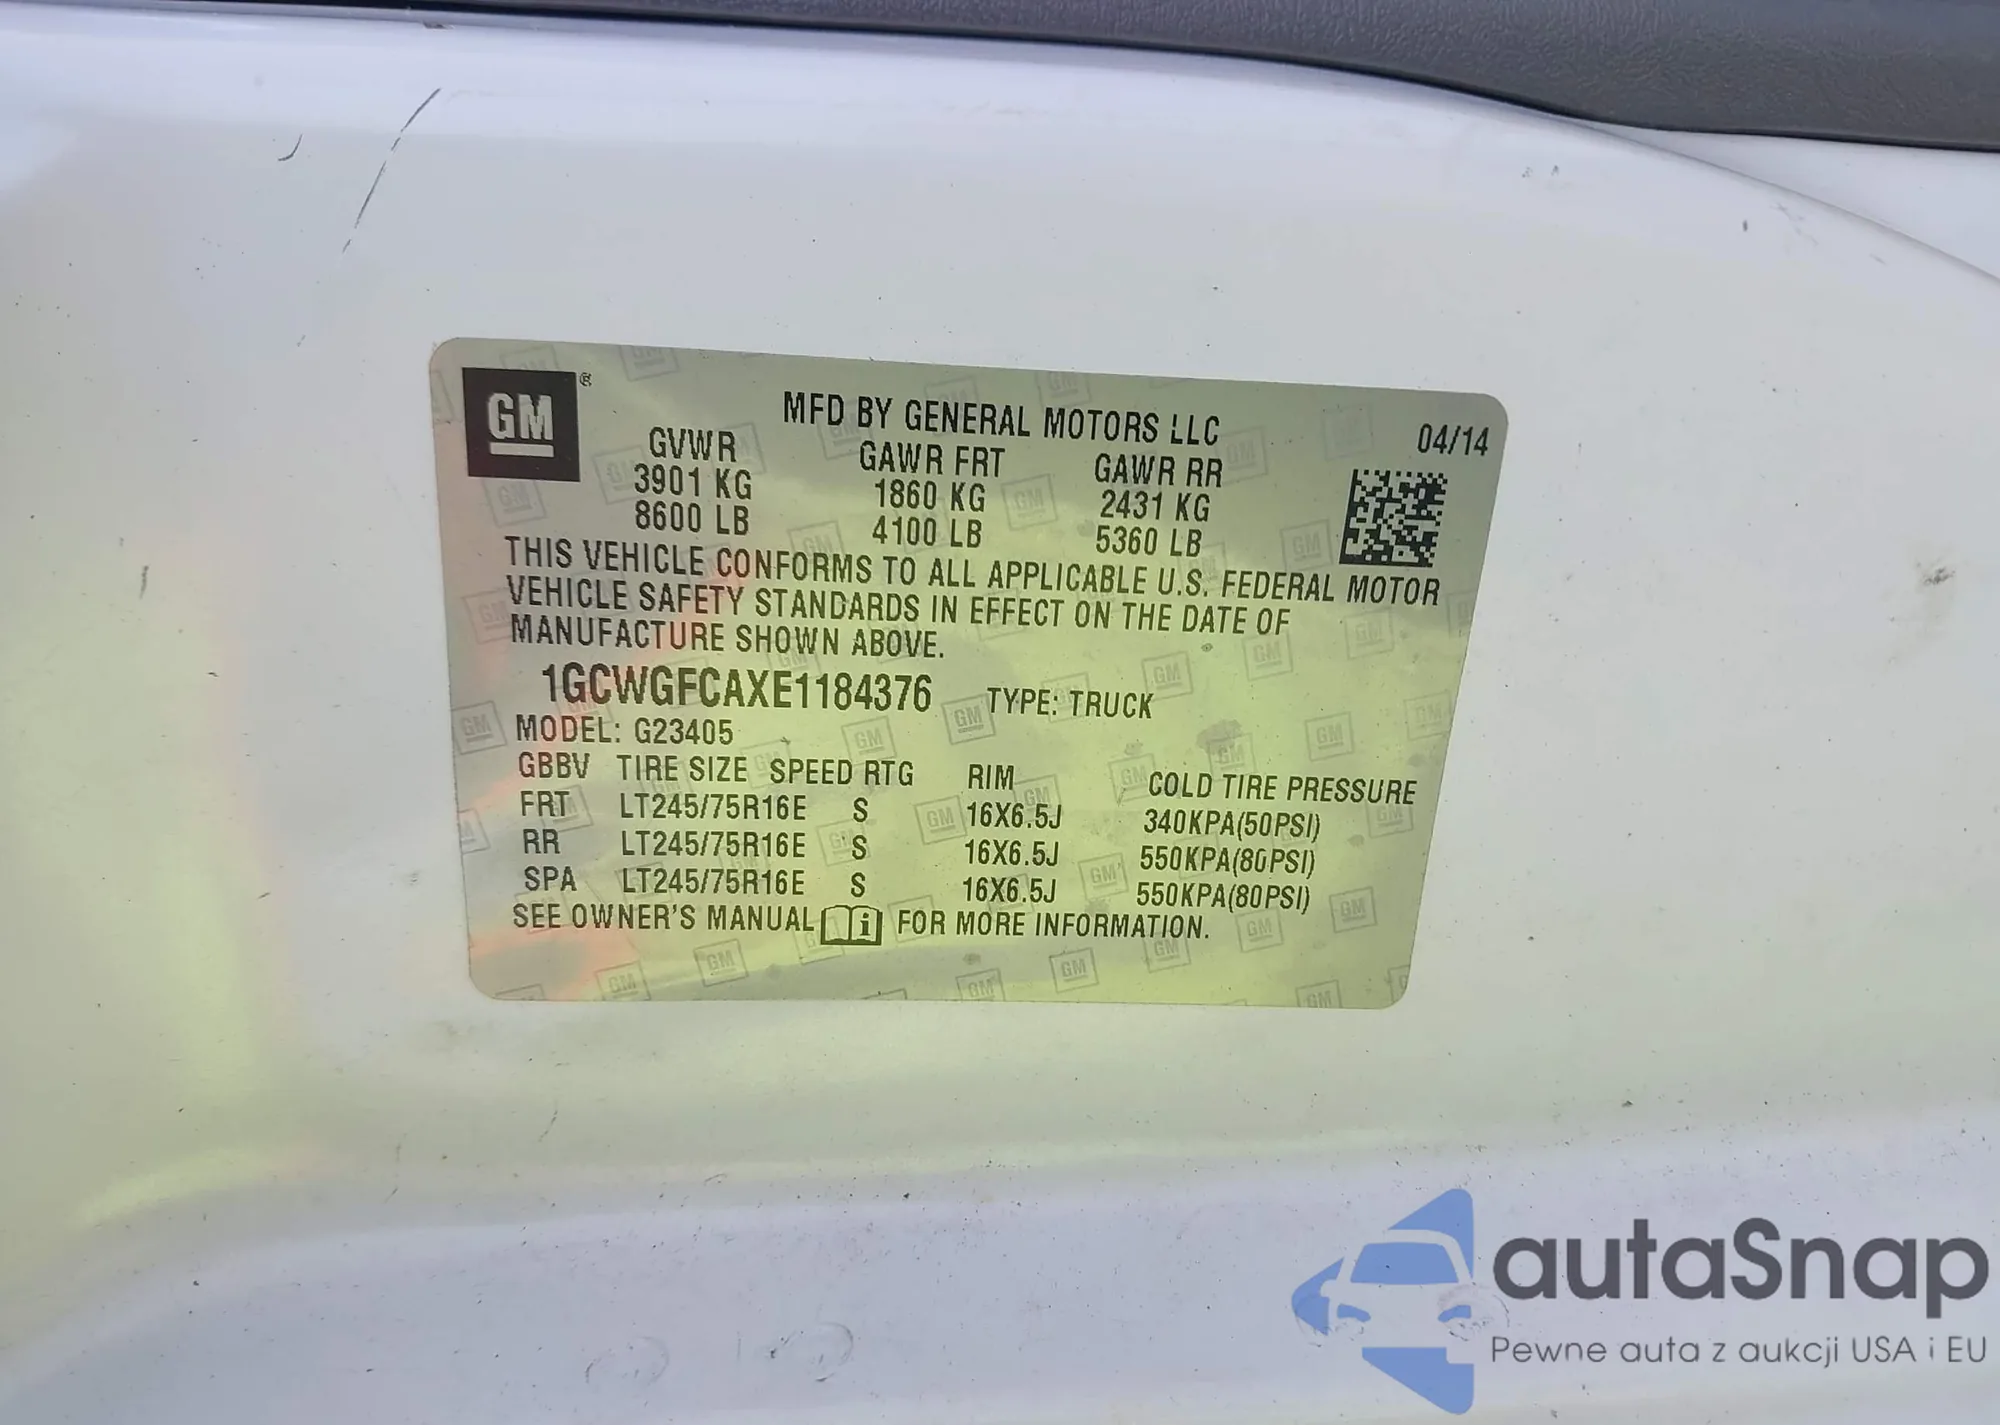 GM ®
MFD BY GENERAL MOTORS LLC 04/14
GVWR GAWR FRT GAWR RR
3901 KG 1860 KG 2431 KG
8600 LB 4100 LB 5360 LB
THIS VEHICLE CONFORMS TO ALL APPLICABLE U.S. FEDERAL MOTOR
VEHICLE SAFETY STANDARDS IN EFFECT ON THE DATE OF
MANUFACTURE SHOWN ABOVE.
1GCWGFCAXE1184376 TYPE: TRUCK
MODEL: G23405
GBBV TIRE SIZE SPEED RTG RIM COLD TIRE PRESSURE
FRT LT245/75R16E S 16X6.5J 340KPA(50PSI)
RR LT245/75R16E S 16X6.5J 550KPA(80PSI)
SPA LT245/75R16E S 16X6.5J 550KPA(80PSI)
SEE OWNER'S MANUAL i FOR MORE INFORMATION.
autaSnap
Pewne auta z aukcji USA i EU